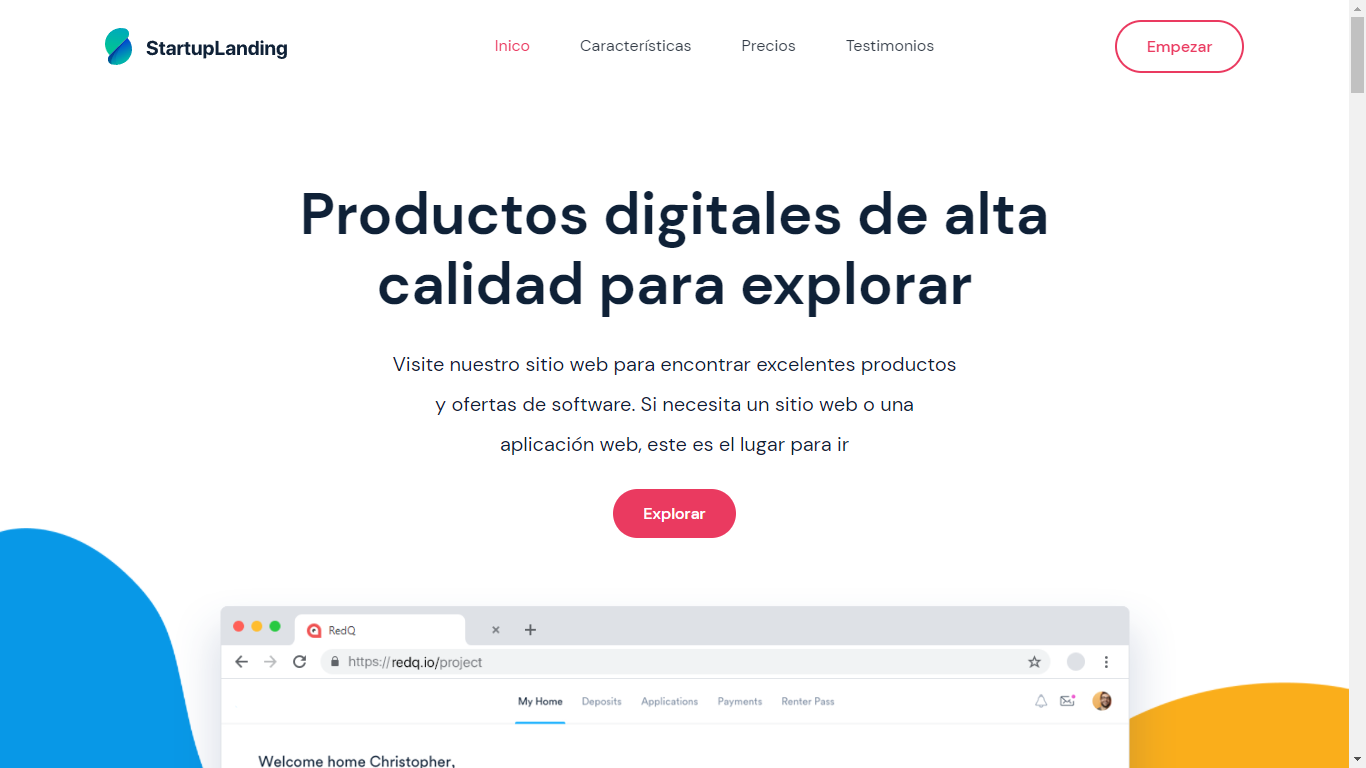 StartupLanding
Inico
Características
Precios
Testimonios
Empezar
Productos digitales de alta
calidad para explorar
Visite nuestro sitio web para encontrar excelentes productos
y ofertas de software. Si necesita un sitio web o una
aplicación web, este es el lugar para ir
Explorar
RedQ
https://redq.io/project
My Home
Deposits
Applications
Payments
Renter Pass
Welcome home Christopher,